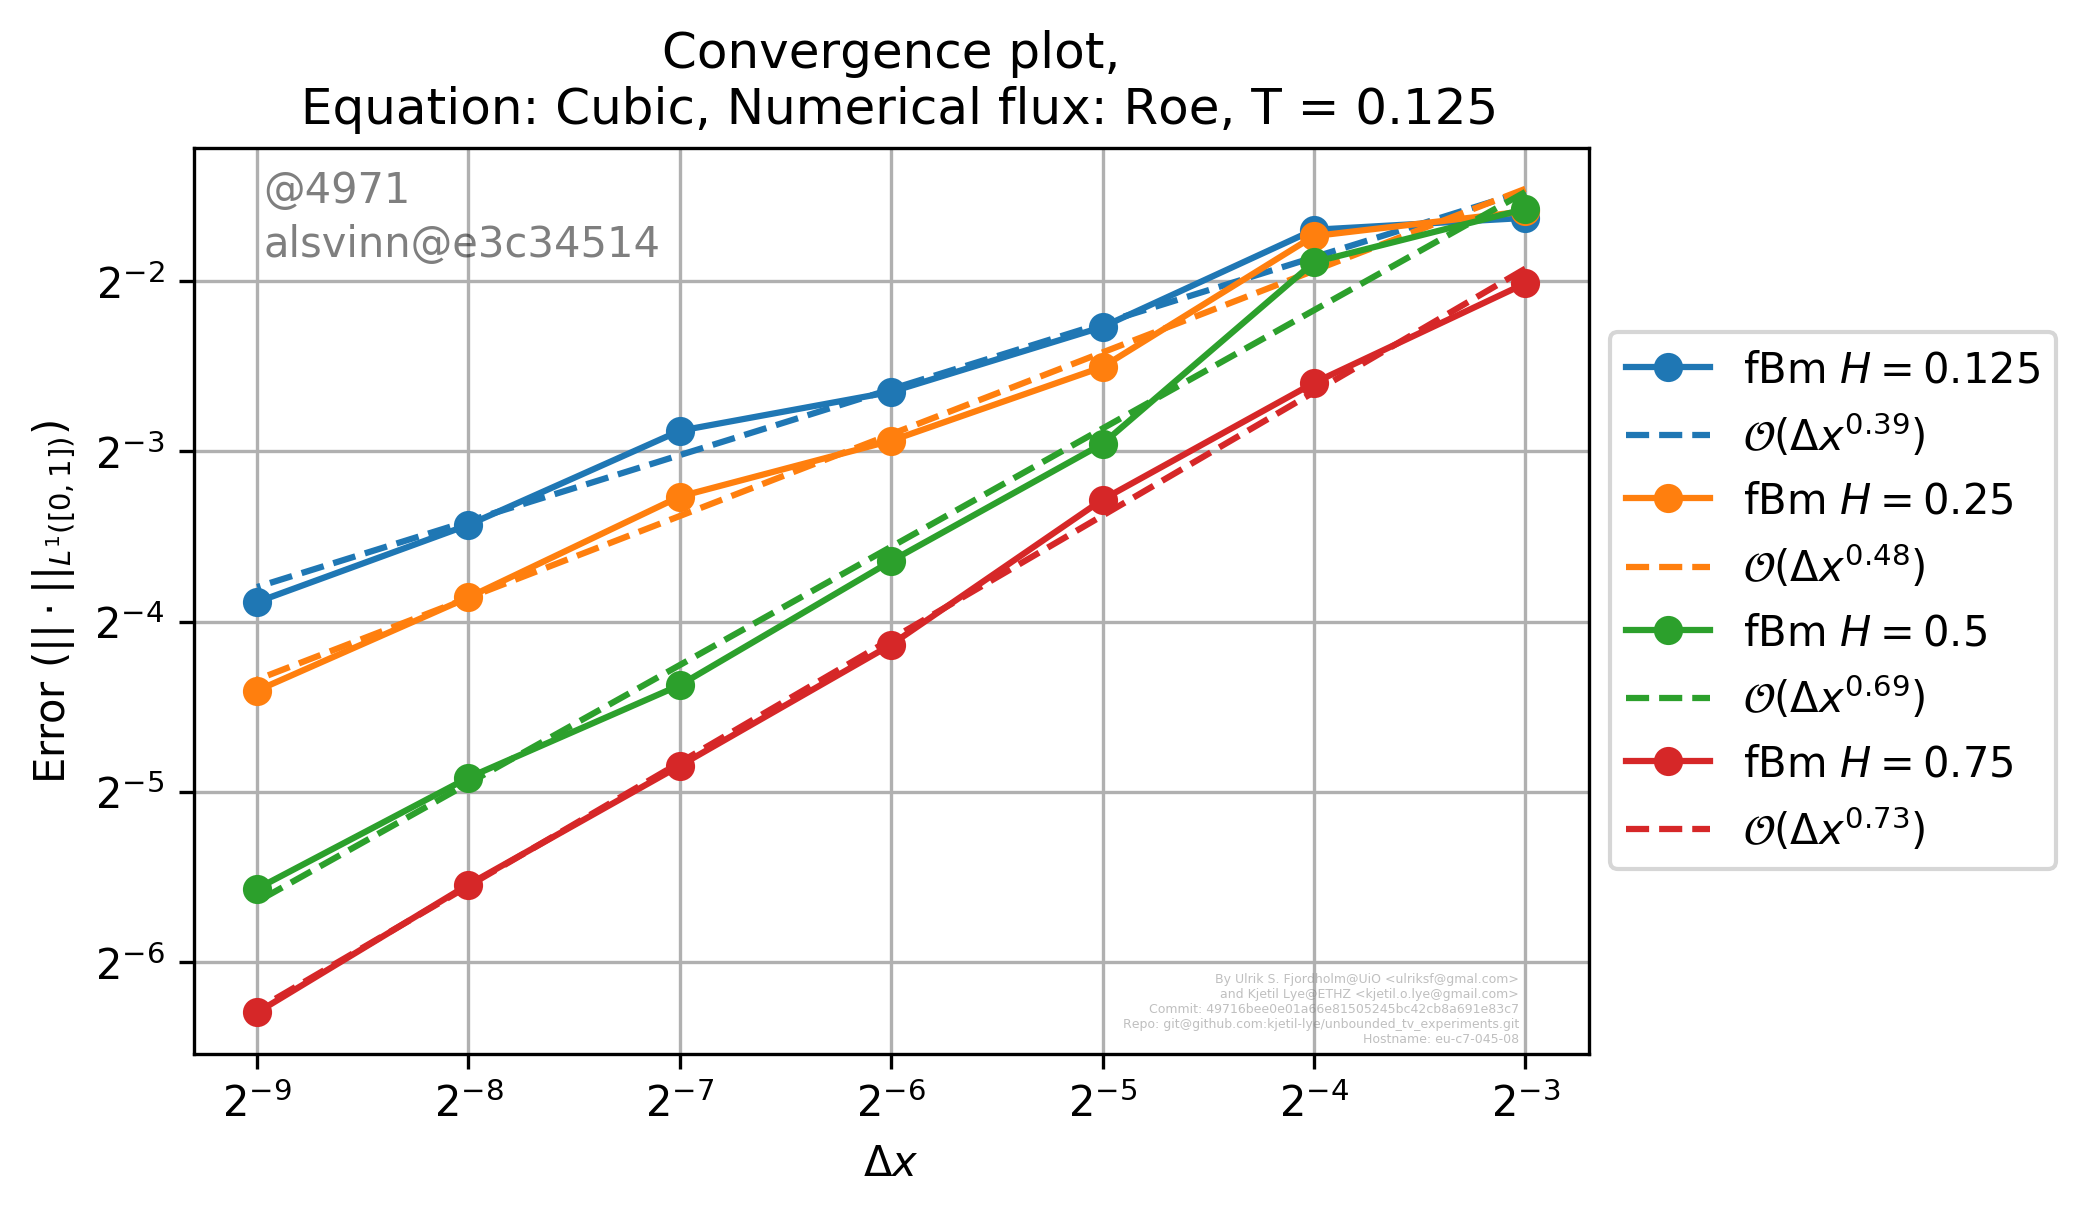 Convergence plot,
Equation: Cubic, Numerical flux: Roe, T = 0.125
@4971
alsvinn@e3c34514
Error (||·||_{L^1([0,1])})
2^{-2}
2^{-3}
2^{-4}
2^{-5}
2^{-6}
By Ulrik S. Fjordholm@UiO <ulriksf@gmal.com>
and Kjetil Lye@ETHZ <kjetil.o.lye@gmail.com>
Commit: 49716bee0e01a66e81505245bc42cb8a691e83c7
Repo: git@github.com:kjetil-lye/unbounded_tv_experiments.git
Hostname: eu-c7-045-08
2^{-9} 2^{-8} 2^{-7} 2^{-6} 2^{-5} 2^{-4} 2^{-3}
Δx
fBm H = 0.125
𝒪(Δx^{0.39})
fBm H = 0.25
𝒪(Δx^{0.48})
fBm H = 0.5
𝒪(Δx^{0.69})
fBm H = 0.75
𝒪(Δx^{0.73})